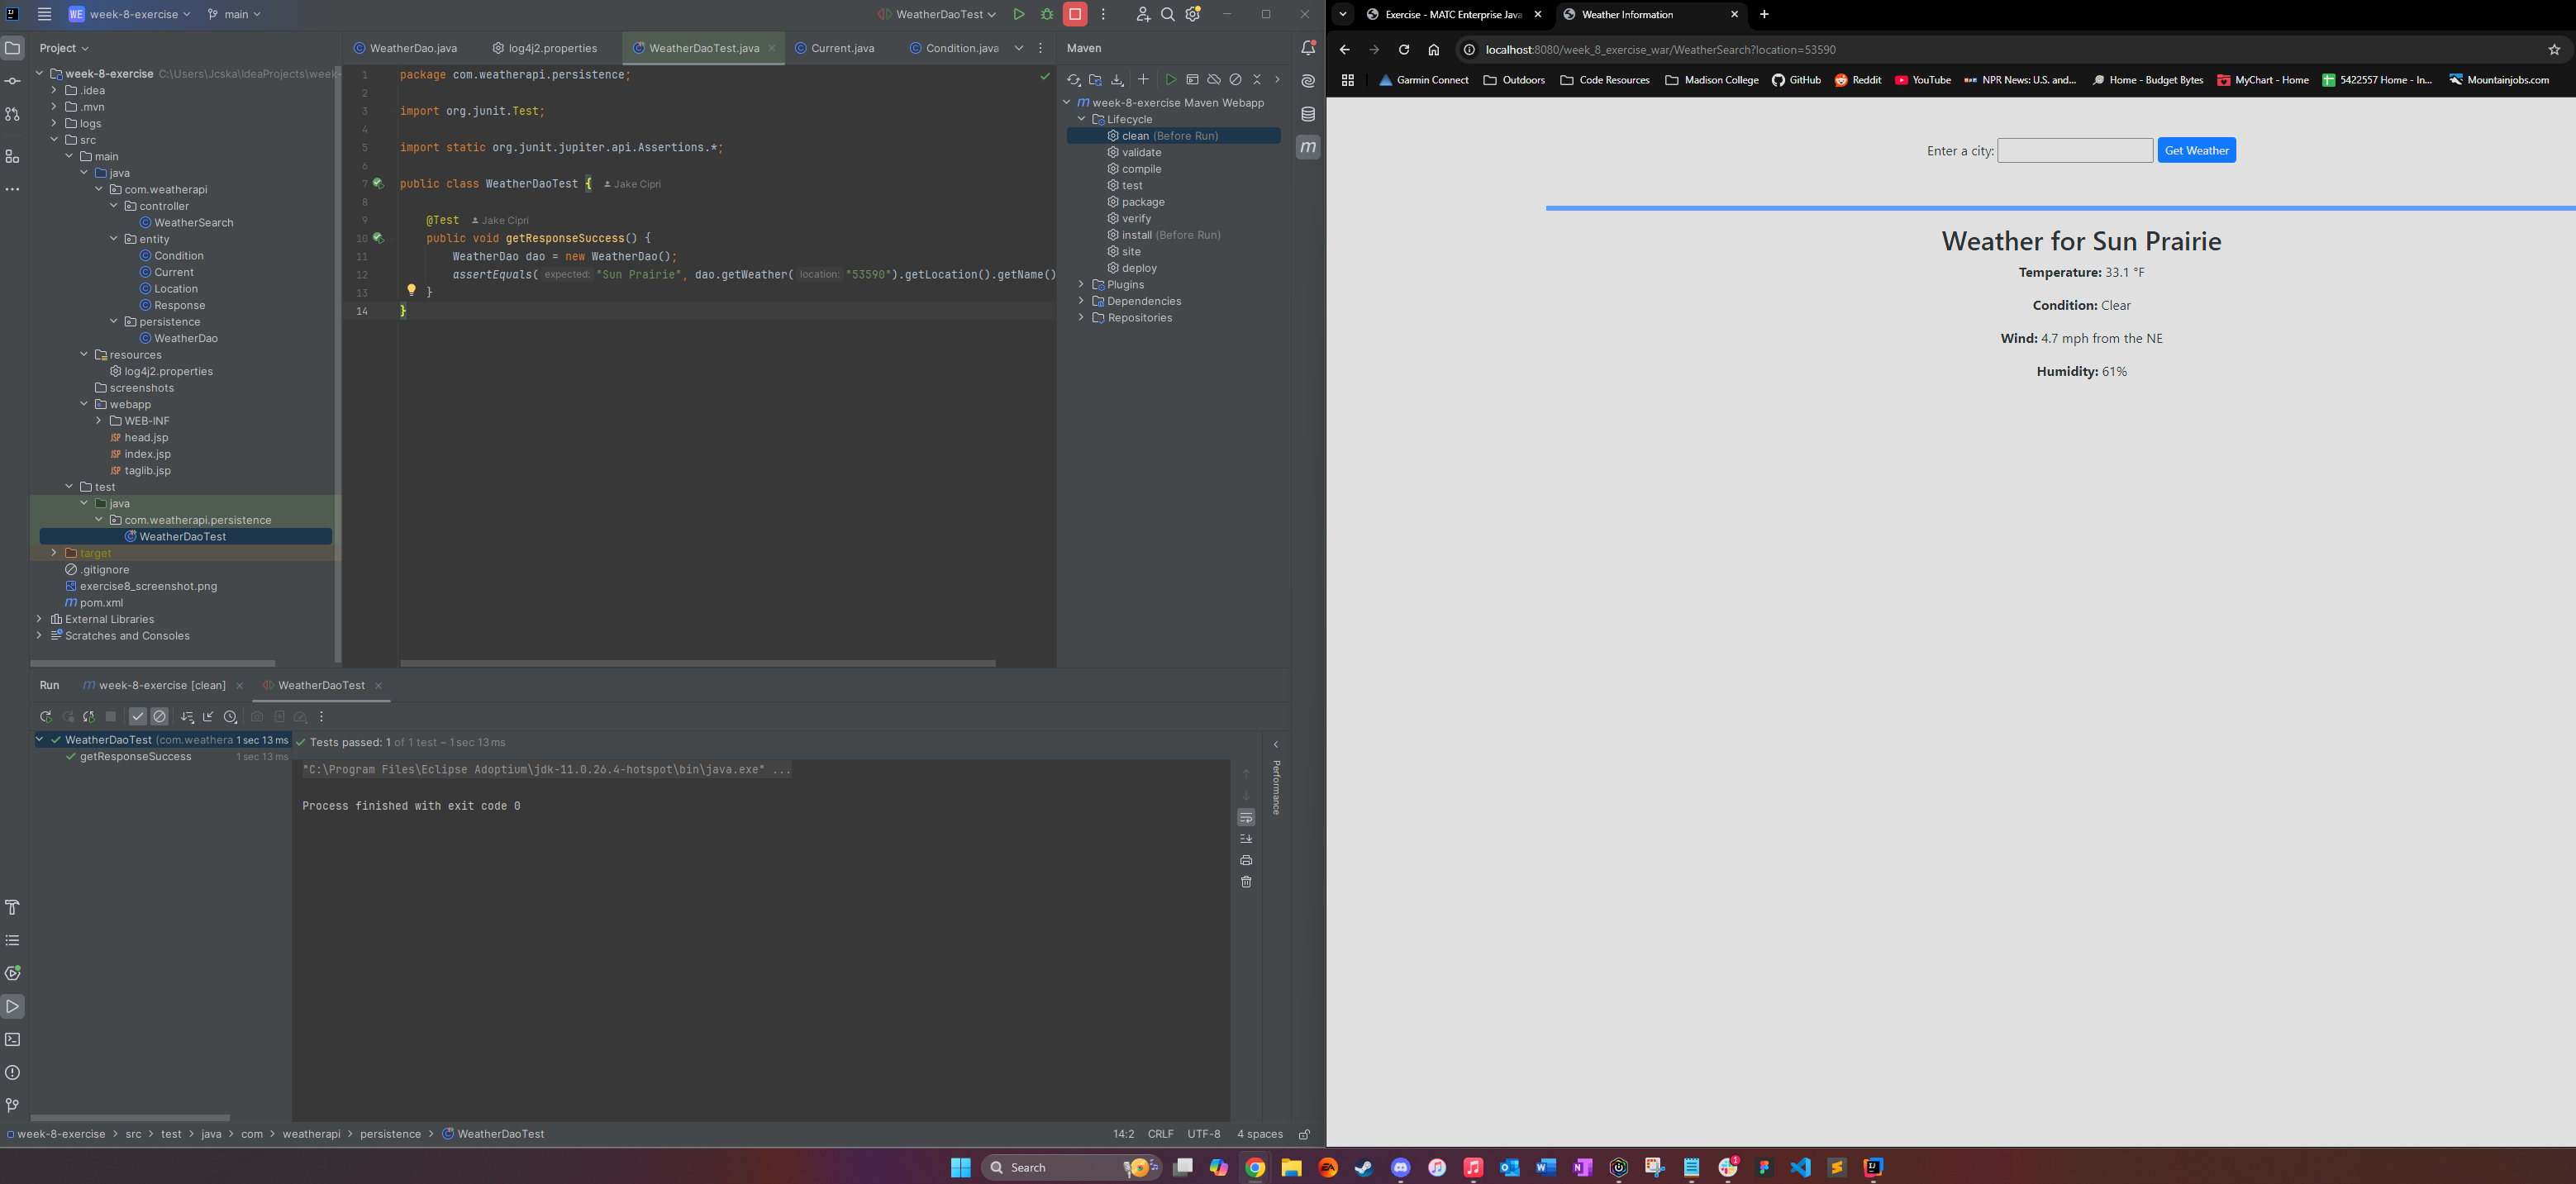 WE week-8-exercise main WeatherDaoTest
Project
week-8-exercise C:\Users\Jcska\IdeaProjects\week-
.idea
.mvn
logs
src
main
java
com.weatherapi
controller
WeatherSearch
entity
Condition
Current
Location
Response
persistence
WeatherDao
resources
log4j2.properties
screenshots
webapp
WEB-INF
head.jsp
index.jsp
taglib.jsp
test
java
com.weatherapi.persistence
WeatherDaoTest
target
.gitignore
exercise8_screenshot.png
pom.xml
External Libraries
Scratches and Consoles
WeatherDao.java log4j2.properties WeatherDaoTest.java Current.java Condition.java
1 package com.weatherapi.persistence;
2
3 import org.junit.Test;
4
5 import static org.junit.jupiter.api.Assertions.*;
6
7 public class WeatherDaoTest { Jake Cipri
8
9 @Test Jake Cipri
10 public void getResponseSuccess() {
11 WeatherDao dao = new WeatherDao();
12 assertEquals( expected: "Sun Prairie", dao.getWeather( location: "53590").getLocation().getName()
13 }
14 }
Maven
week-8-exercise Maven Webapp
Lifecycle
clean (Before Run)
validate
compile
test
package
verify
install (Before Run)
site
deploy
Plugins
Dependencies
Repositories
Run week-8-exercise [clean] WeatherDaoTest
WeatherDaoTest (com.weathera 1 sec 13 ms
getResponseSuccess 1 sec 13 ms
Tests passed: 1 of 1 test – 1 sec 13 ms
"C:\Program Files\Eclipse Adoptium\jdk-11.0.26.4-hotspot\bin\java.exe" ...
Process finished with exit code 0
Performance
week-8-exercise > src > test > java > com > weatherapi > persistence > WeatherDaoTest
14:2 CRLF UTF-8 4 spaces
Exercise - MATC Enterprise Java Weather Information
localhost:8080/week_8_exercise_war/WeatherSearch?location=53590
Garmin Connect Outdoors Code Resources Madison College GitHub Reddit YouTube NPR News: U.S. and... Home - Budget Bytes MyChart - Home 5422557 Home - In... Mountainjobs.com
Enter a city: Get Weather
Weather for Sun Prairie
Temperature: 33.1 °F
Condition: Clear
Wind: 4.7 mph from the NE
Humidity: 61%
Search